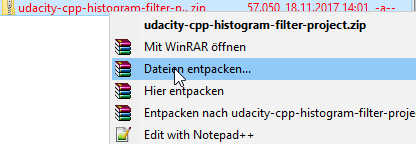 udacity-cpp-histogram-filter-n.. zip 57.050 18.11.2017 14:01 -a--
udacity-cpp-histogram-filter-project.zip
Mit WinRAR öffnen
Dateien entpacken...
Hier entpacken
Entpacken nach udacity-cpp-histogram-filter-proje
Edit with Notepad++